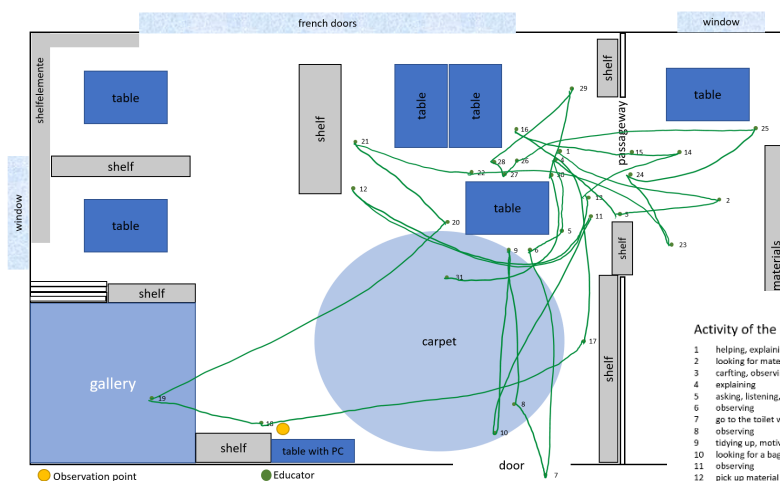 french doors
window
shelfelemente
table
shelf
table
table
shelf
passageway
table
29
16
25
21
1
15
14
28
26
4
22
27
24
12
shelf
table
13
2
11
3
window
table
20
5
9
6
23
shelf
materials
31
shelf
carpet
17
shelf
gallery
19
8
18
10
shelf
table with PC
door
7
Observation point
Educator
Activity of the
1 helping, explaini
2 looking for mate
3 carfting, observi
4 explaining
5 asking, listening,
6 observing
7 go to the toilet w
8 observing
9 tidying up, motiv
10 looking for a bag
11 observing
12 pick up material